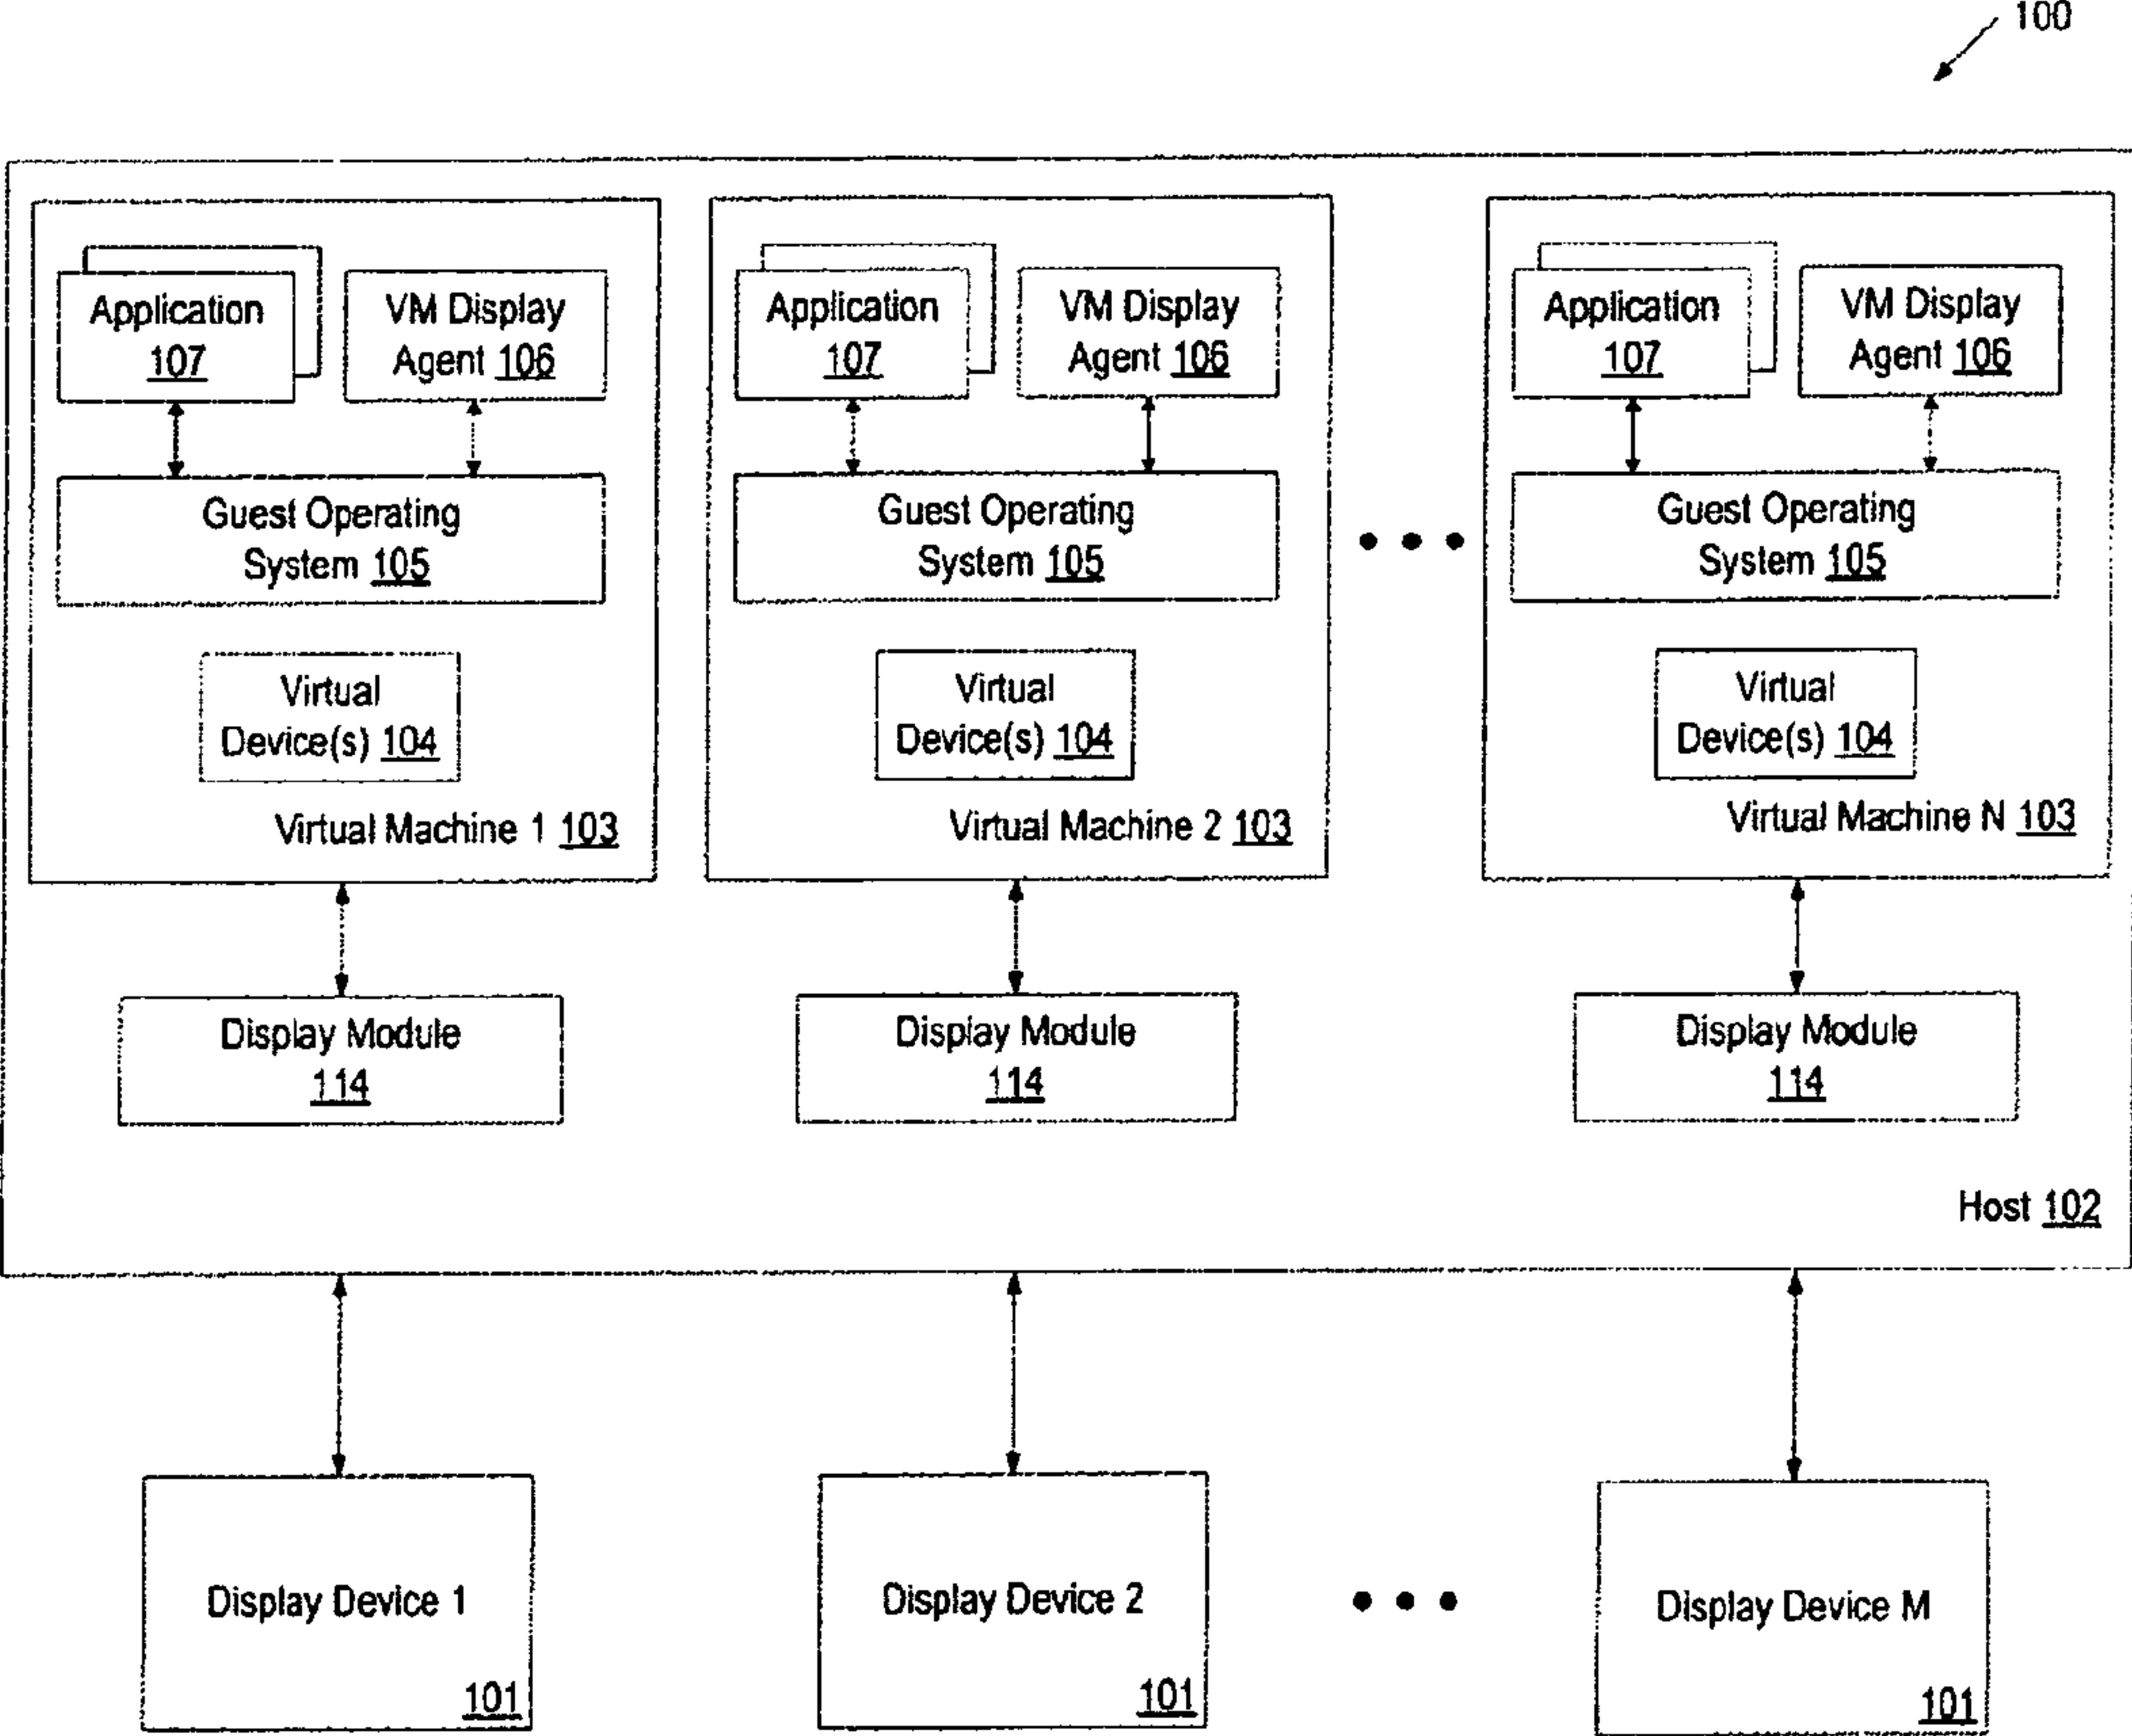 100
Application
107
VM Display
Agent 106
Guest Operating
System 105
Virtual
Device(s) 104
Virtual Machine 1 103
Application
107
VM Display
Agent 106
Guest Operating
System 105
Virtual
Device(s) 104
Virtual Machine 2 103
Application
107
VM Display
Agent 106
Guest Operating
System 105
Virtual
Device(s) 104
Virtual Machine N 103
Display Module
114
Display Module
114
Display Module
114
Host 102
Display Device 1
101
Display Device 2
101
Display Device M
101